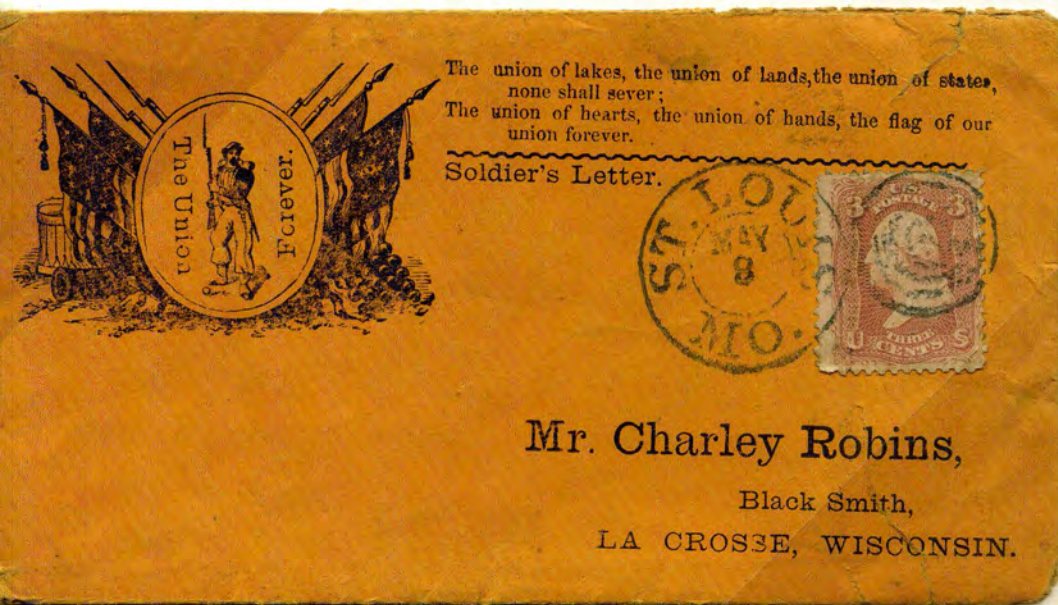 The Union
Forever.
The union of lakes, the union of lands, the union of states,
none shall sever;
The union of hearts, the union of hands, the flag of our
union forever.
Soldier's Letter.
ST. LOUIS
MAY
8
MO.
U.S.
POSTAGE
3 3
U THREE S
CENTS
Mr. Charley Robins,
Black Smith,
LA CROSSE, WISCONSIN.